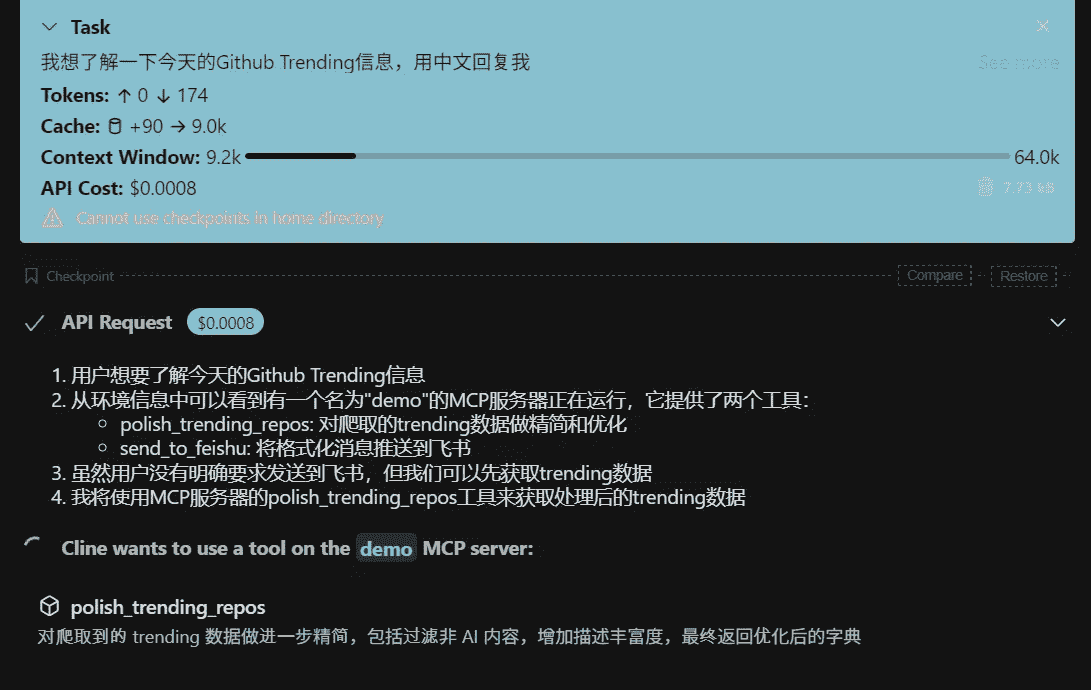 Task
我想了解一下今天的Github Trending信息，用中文回复我 See more
Tokens: ↑ 0 ↓ 174
Cache: +90 → 9.0k
Context Window: 9.2k 64.0k
API Cost: $0.0008 7.73 kB
Cannot use checkpoints in home directory
Checkpoint Compare Restore
API Request $0.0008
1. 用户想要了解今天的Github Trending信息
2. 从环境信息中可以看到有一个名为"demo"的MCP服务器正在运行，它提供了两个工具：
polish_trending_repos: 对爬取的trending数据做精简和优化
send_to_feishu: 将格式化消息推送到飞书
3. 虽然用户没有明确要求发送到飞书，但我们可以先获取trending数据
4. 我将使用MCP服务器的polish_trending_repos工具来获取处理后的trending数据
Cline wants to use a tool on the demo MCP server:
polish_trending_repos
对爬取到的 trending 数据做进一步精简，包括过滤非 AI 内容，增加描述丰富度，最终返回优化后的字典